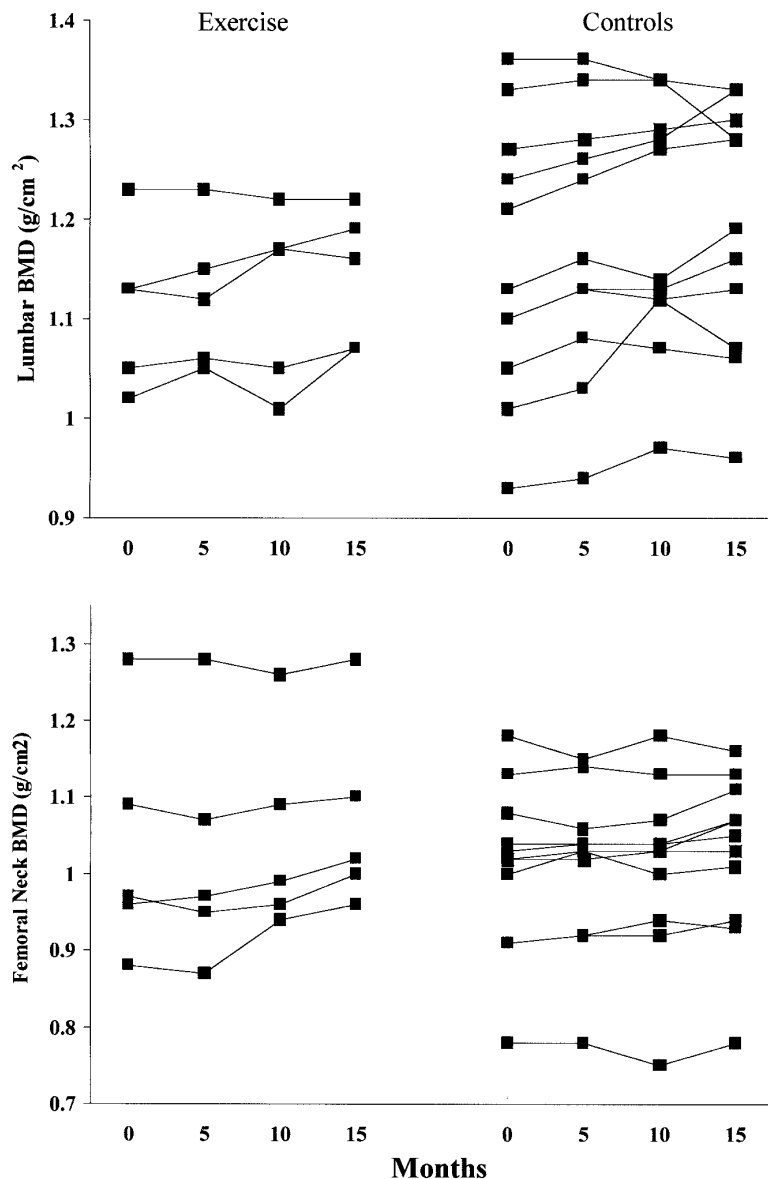 Exercise Controls
1.4
1.3
1.2
1.1
1
0.9
Lumbar BMD (g/cm 2)
0 5 10 15 0 5 10 15
1.3
1.2
1.1
1
0.9
0.8
0.7
Femoral Neck BMD (g/cm2)
0 5 10 15 0 5 10 15
Months